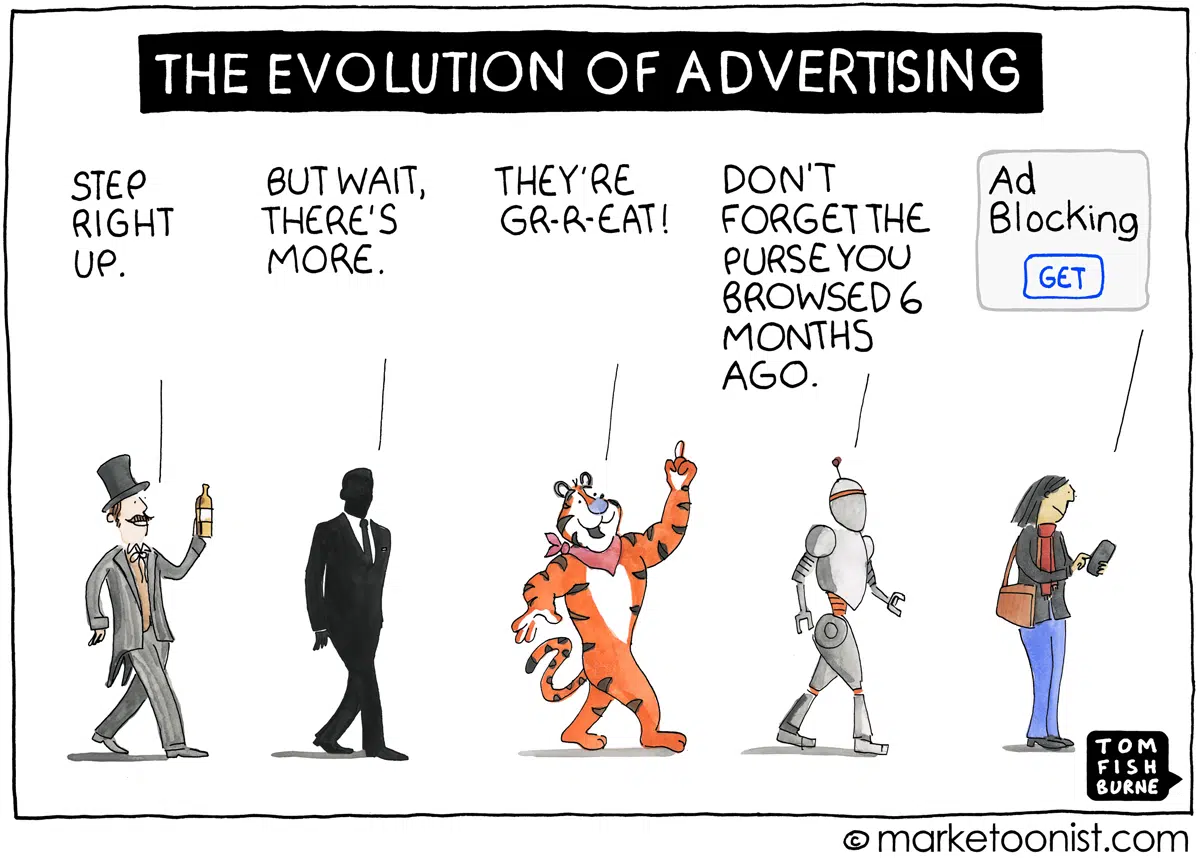 THE EVOLUTION OF ADVERTISING
STEP
RIGHT
UP.
BUT WAIT,
THERE'S
MORE.
THEY'RE
GR-R-EAT!
DON'T
FORGET THE
PURSE YOU
BROWSED 6
MONTHS
AGO.
Ad
Blocking
GET
TOM
FISH
BURNE
© marketoonist.com